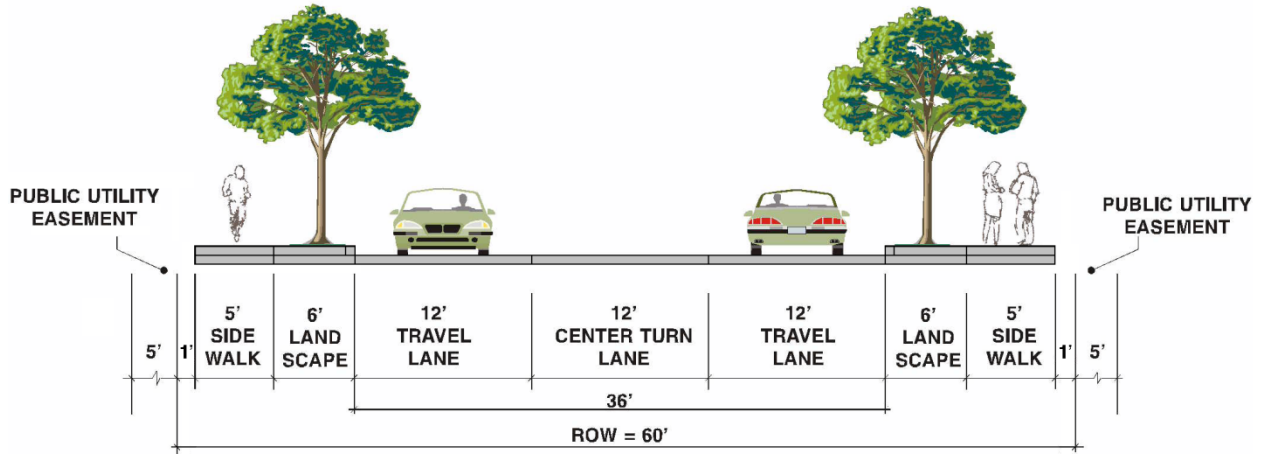 PUBLIC UTILITY
EASEMENT
PUBLIC UTILITY
EASEMENT
5'
1'
5'
SIDE
WALK
6'
LAND
SCAPE
12'
TRAVEL
LANE
12'
CENTER TURN
LANE
12'
TRAVEL
LANE
6'
LAND
SCAPE
5'
SIDE
WALK
1'
5'
36'
ROW = 60'